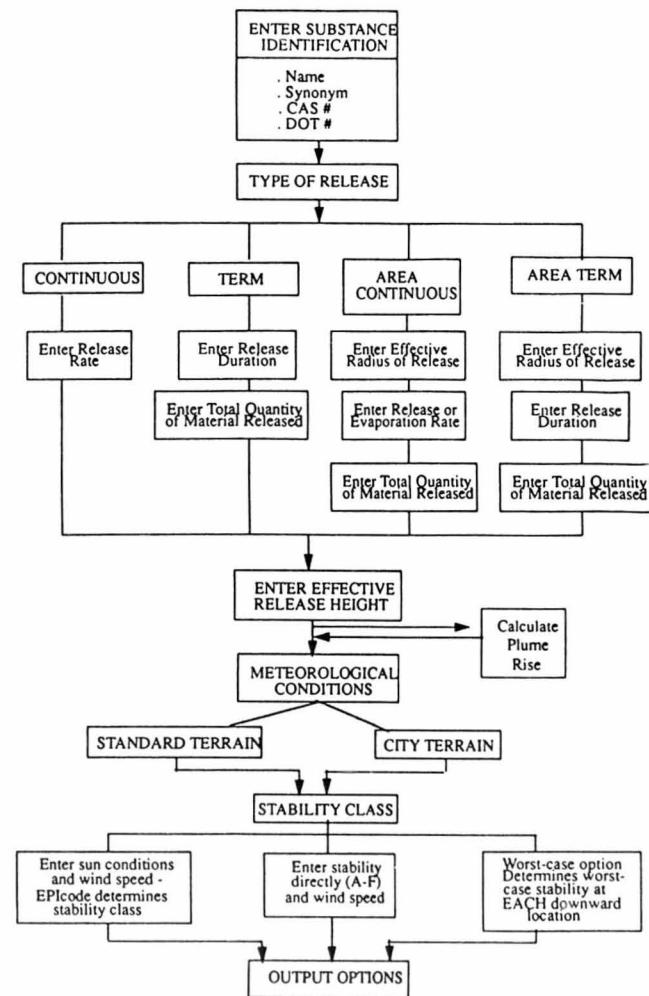 ENTER SUBSTANCE
IDENTIFICATION
. Name
. Synonym
. CAS #
. DOT #
TYPE OF RELEASE
CONTINUOUS
TERM
AREA
CONTINUOUS
AREA TERM
Enter Release
Rate
Enter Release
Duration
Enter Effective
Radius of Release
Enter Effective
Radius of Release
Enter Total Quantity
of Material Released
Enter Release or
Evaporation Rate
Enter Release
Duration
Enter Total Quantity
of Material Released
Enter Total Quantity
of Material Released
ENTER EFFECTIVE
RELEASE HEIGHT
Calculate
Plume
Rise
METEOROLOGICAL
CONDITIONS
STANDARD TERRAIN
CITY TERRAIN
STABILITY CLASS
Enter sun conditions
and wind speed -
EPIcode determines
stability class
Enter stability
directly (A-F)
and wind speed
Worst-case option
Determines worst-
case stability at
EACH downward
location
OUTPUT OPTIONS